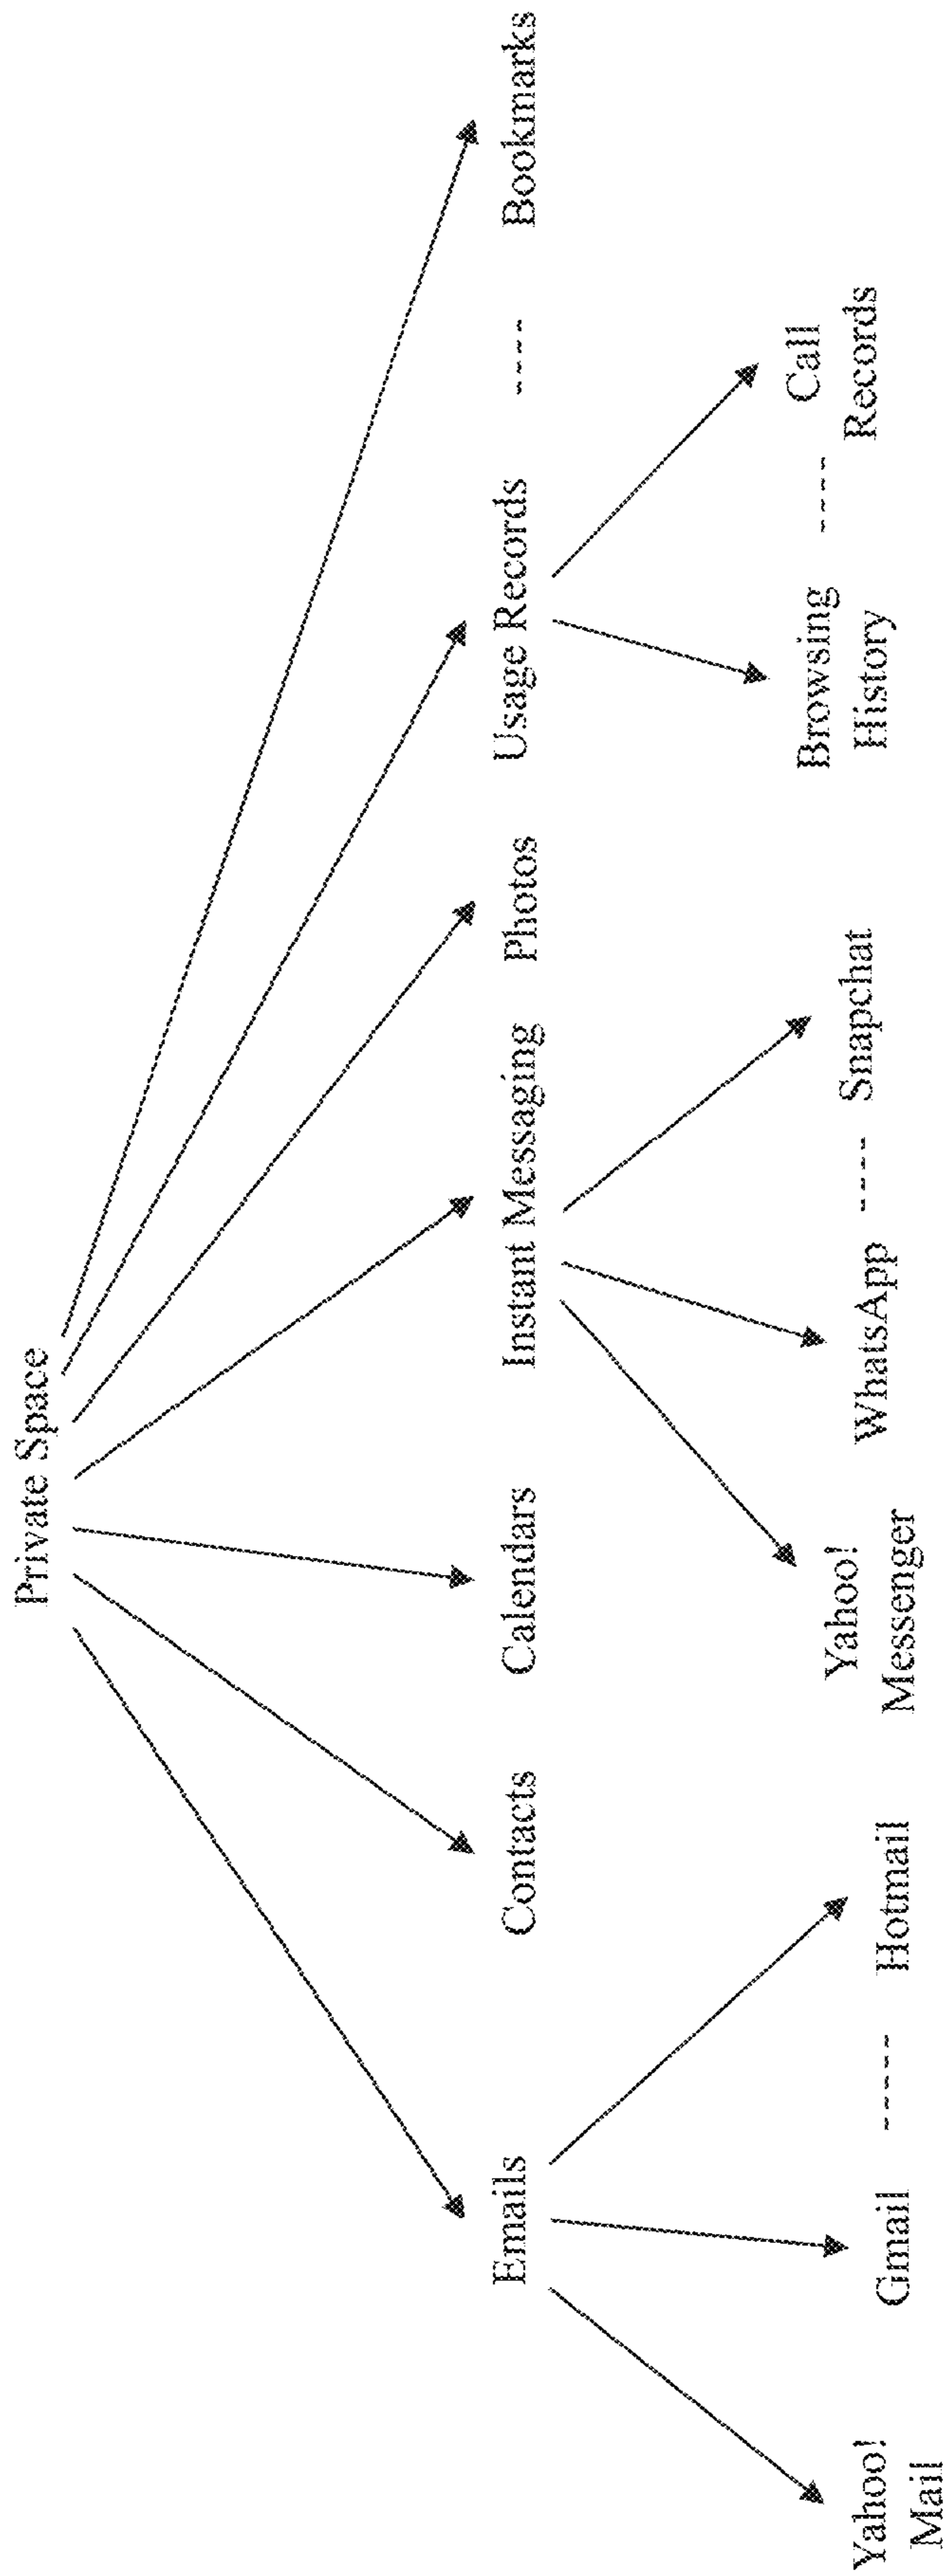 Private Space
Emails
Contacts
Calendars
Instant Messaging
Photos
Usage Records
----
Bookmarks
Yahoo!
Mail
Gmail
-----
Hotmail
Yahoo!
Messenger
WhatsApp
----
Snapchat
Browsing
History
----
Call
Records